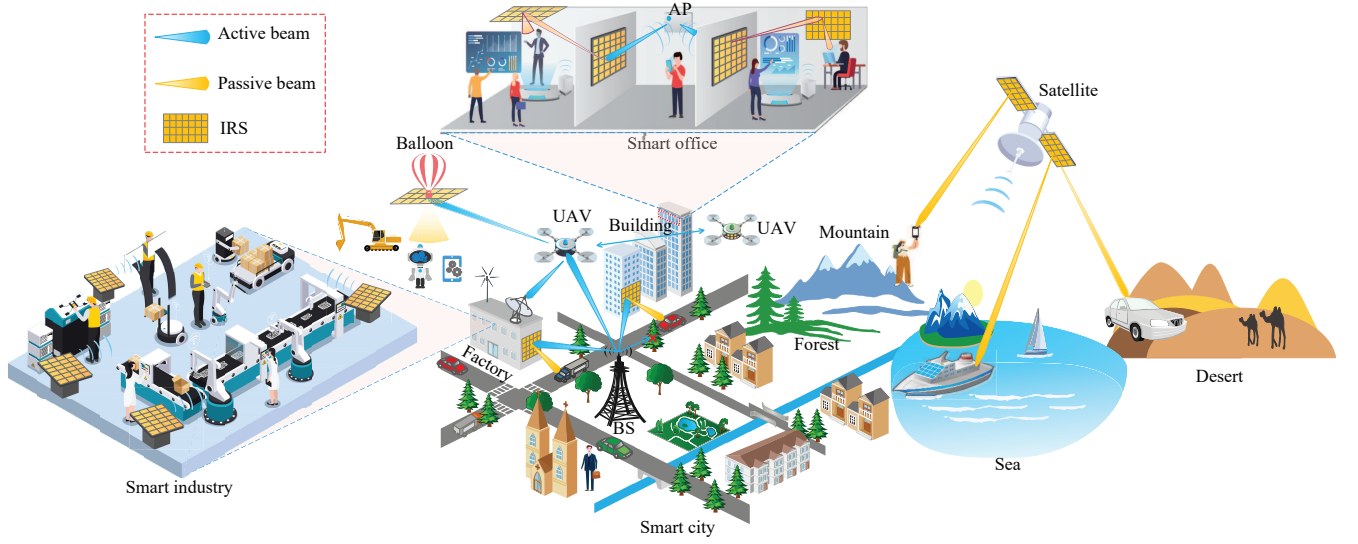 Active beam
Passive beam
IRS
AP
Smart office
Balloon
UAV
Building
UAV
Satellite
Mountain
Forest
Factory
BS
Desert
Sea
Smart industry
Smart city